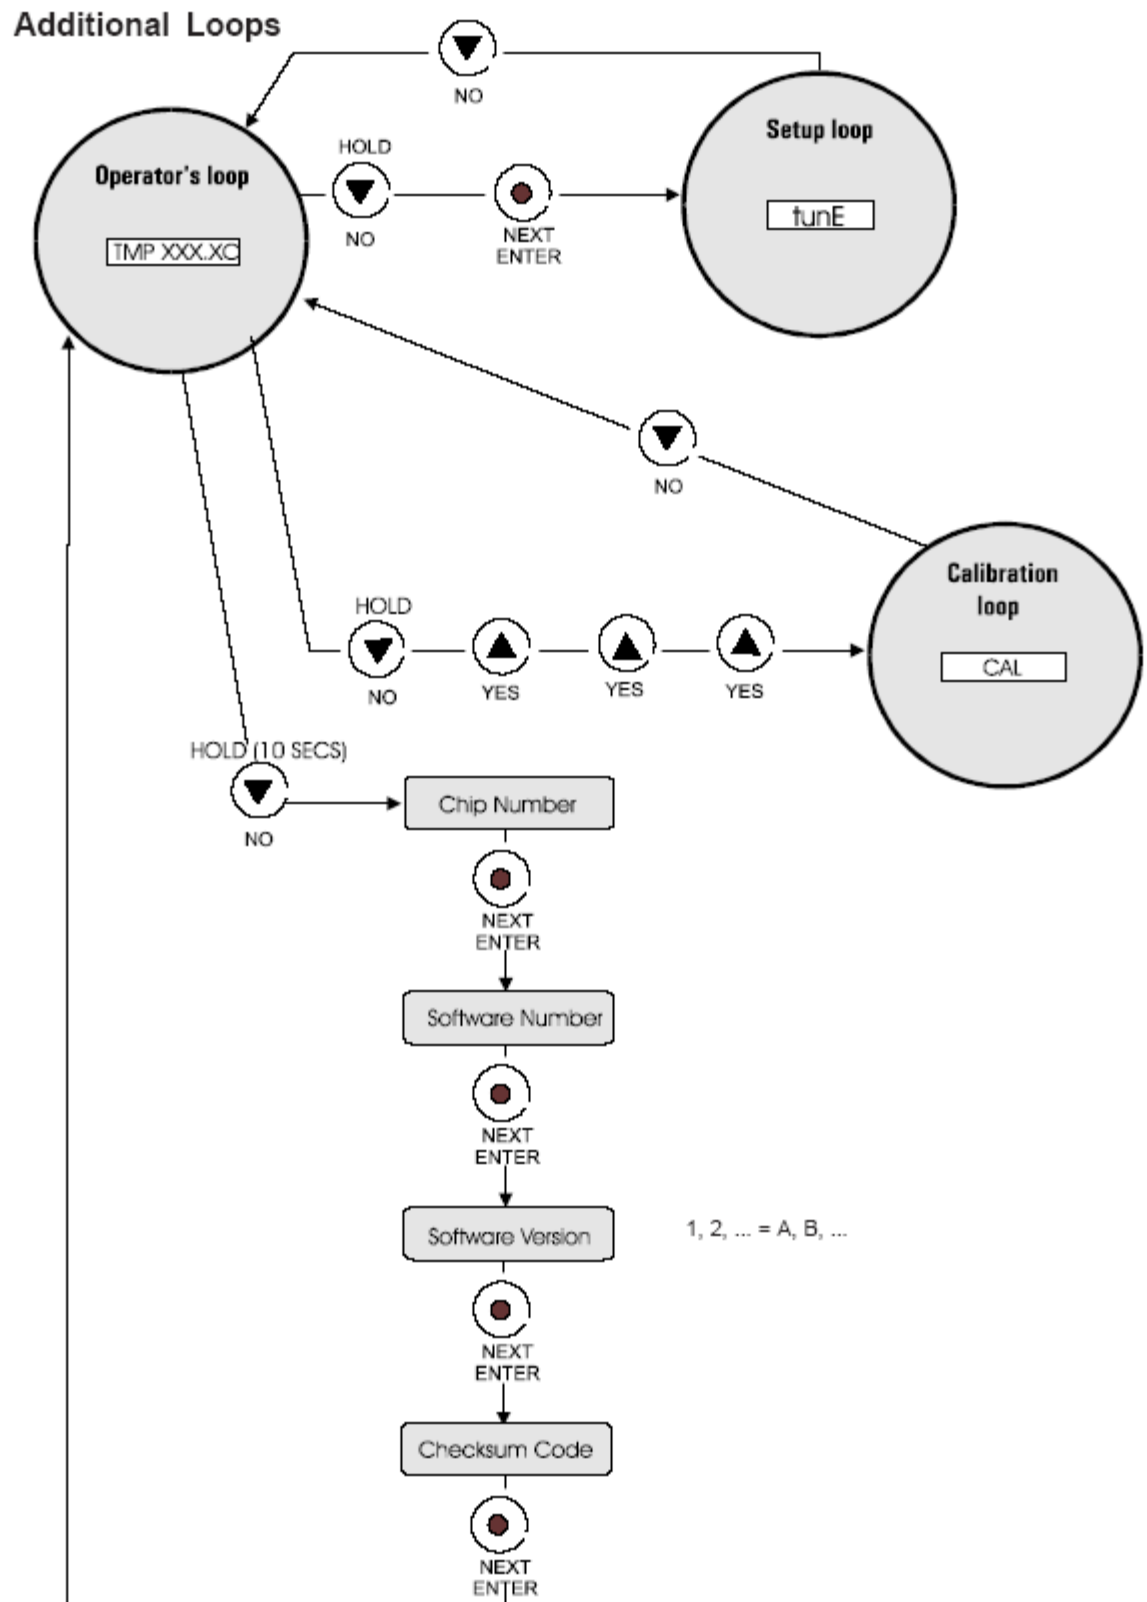 Additional Loops
NO
Setup loop
tunE
Operator's loop
TMP XXX.XC
HOLD
NO
NEXT
ENTER
NO
Calibration
loop
CAL
HOLD
NO
YES
YES
YES
HOLD (10 SECS)
NO
Chip Number
NEXT
ENTER
Software Number
NEXT
ENTER
Software Version
1, 2, ... = A, B, ...
NEXT
ENTER
Checksum Code
NEXT
ENTER